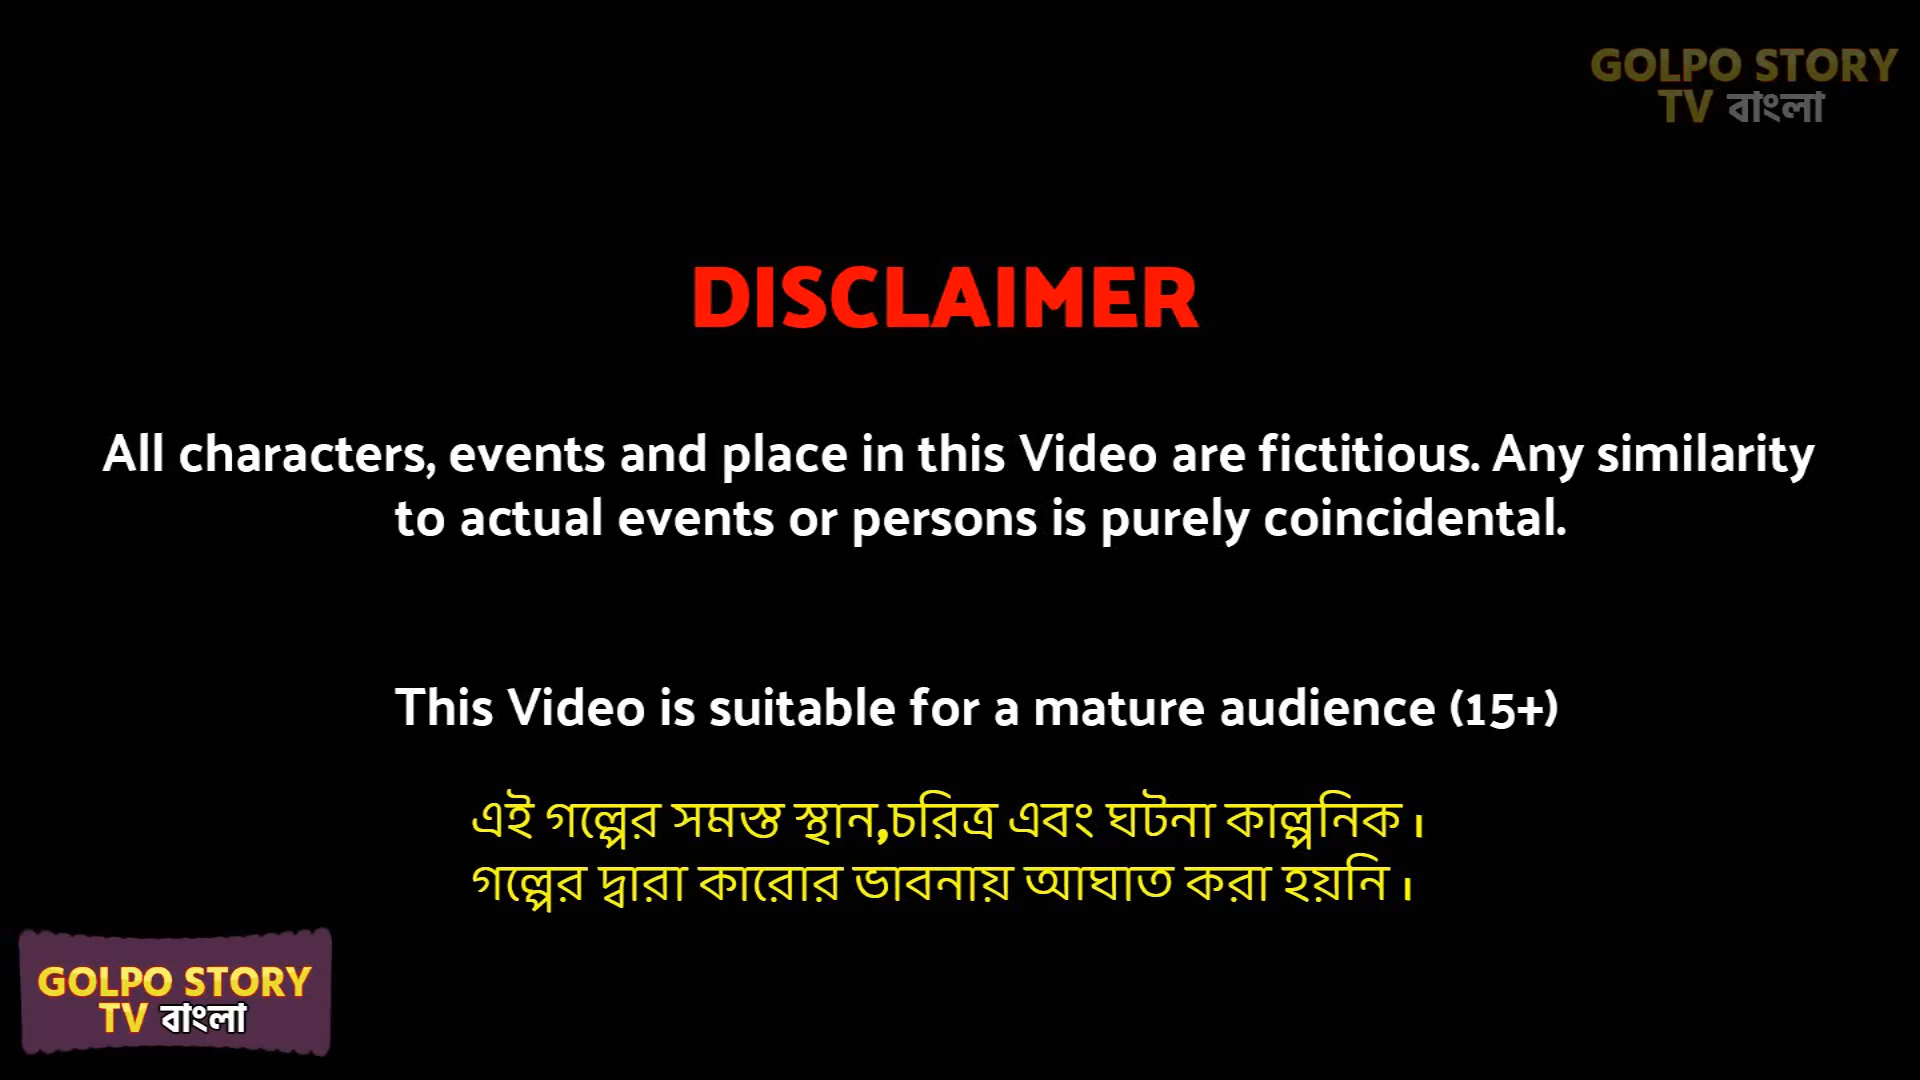 GOLPO STORY
TV বাংলা
DISCLAIMER
All characters, events and place in this Video are fictitious. Any similarity
to actual events or persons is purely coincidental.
This Video is suitable for a mature audience (15+)
এই গল্পের সমস্ত স্থান,চরিত্র এবং ঘটনা কাল্পনিক।
গল্পের দ্বারা কারোর ভাবনায় আঘাত করা হয়নি।
GOLPO STORY
TV বাংলা